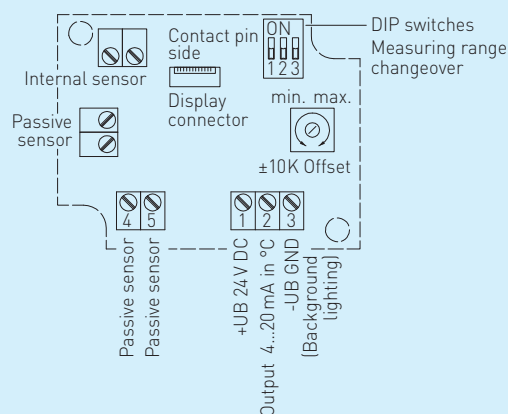 Contact pin
side
ON
1 2 3
DIP switches
Measuring range
changeover
Internal sensor
Display
connector
min. max.
Passive
sensor
±10K Offset
4 5
1 2 3
Passive sensor
Passive sensor
+UB 24 V DC
Output 4...20 mA in °C
-UB GND
(Background
lighting)